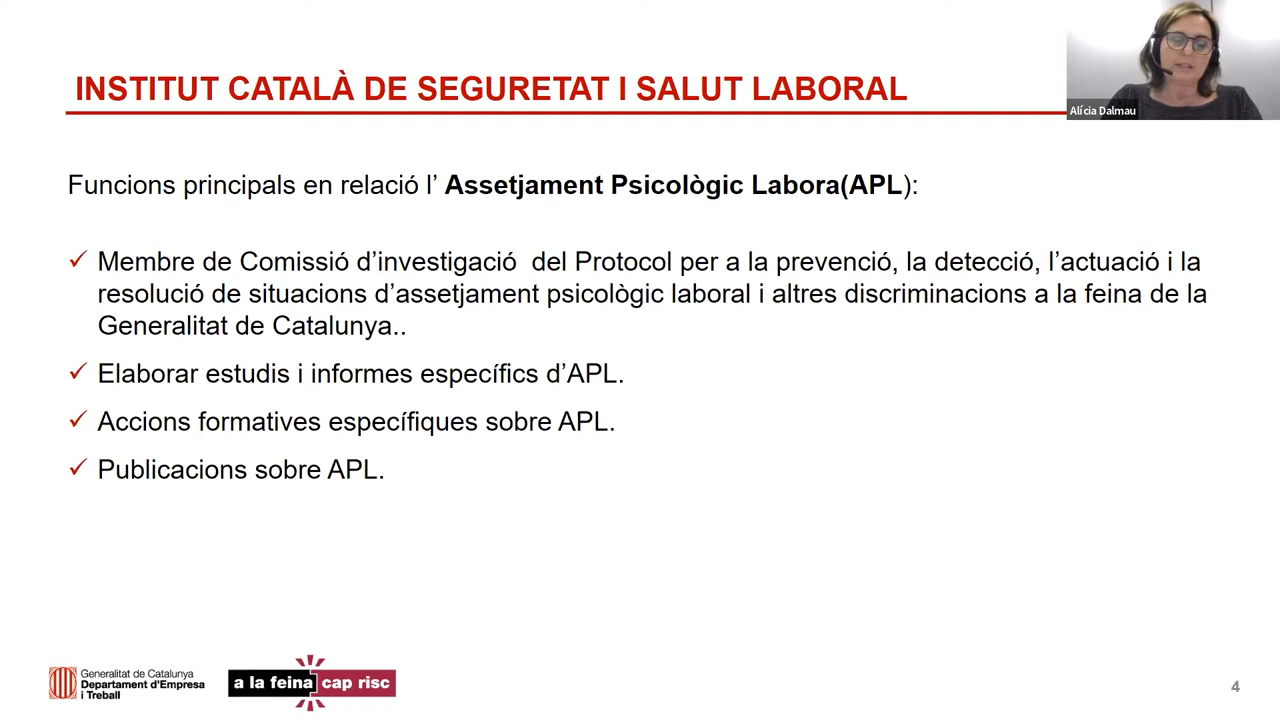 INSTITUT CATALÀ DE SEGURETAT I SALUT LABORAL
Alícia Dalmau
Funcions principals en relació l’ Assetjament Psicològic Labora(APL):
✓ Membre de Comissió d’investigació  del Protocol per a la prevenció, la detecció, l’actuació i la
resolució de situacions d’assetjament psicològic laboral i altres discriminacions a la feina de la
Generalitat de Catalunya..
✓ Elaborar estudis i informes específics d’APL.
✓ Accions formatives específiques sobre APL.
✓ Publicacions sobre APL.
Generalitat de Catalunya
Departament d’Empresa
i Treball
a la feina cap risc
4